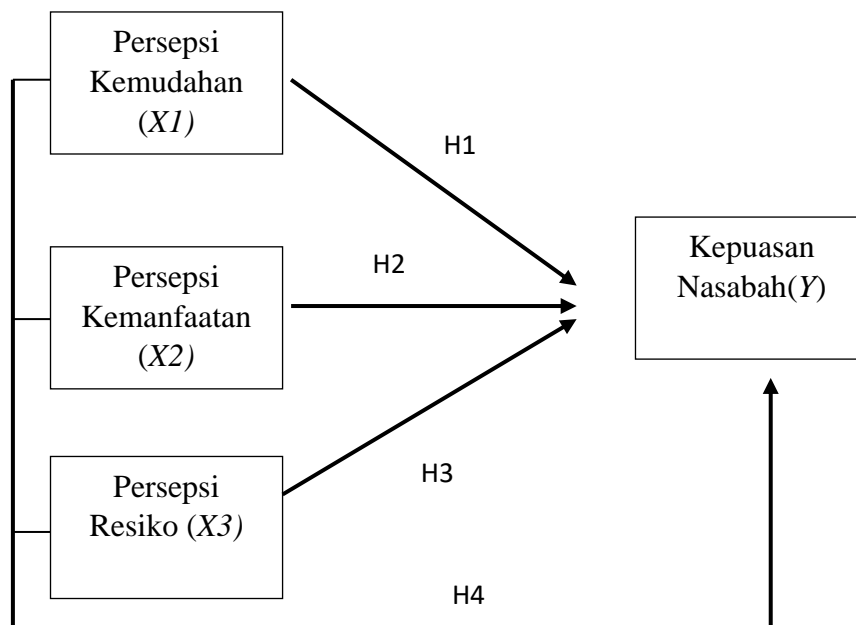 Persepsi
Kemudahan
(X1)
H1
Persepsi
Kemanfaatan
(X2)
H2
Kepuasan
Nasabah(Y)
Persepsi
Resiko (X3)
H3
H4